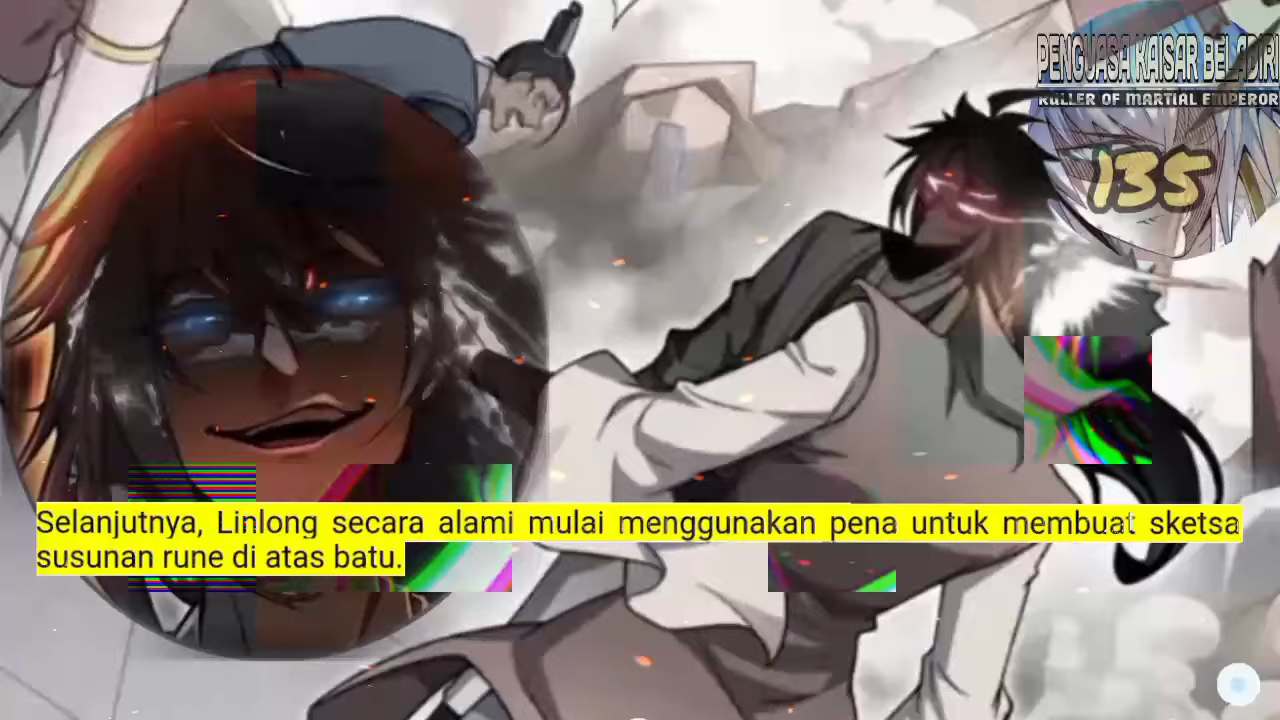 PENGUASA KAISAR BELADIRI
RULLER OF MARTIAL EMPEROR
135
Selanjutnya, Linlong secara alami mulai menggunakan pena untuk membuat sketsa
susunan rune di atas batu.